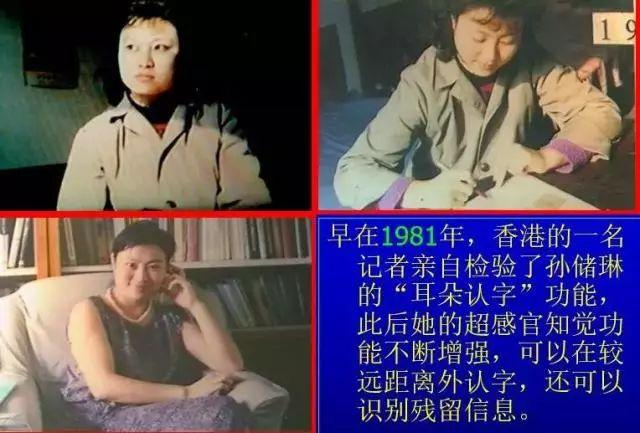 19
早在1981年，香港的一名
记者亲自检验了孙储琳
的“耳朵认字”功能，
此后她的超感官知觉功
能不断增强，可以在较
远距离外认字，还可以
识别残留信息。